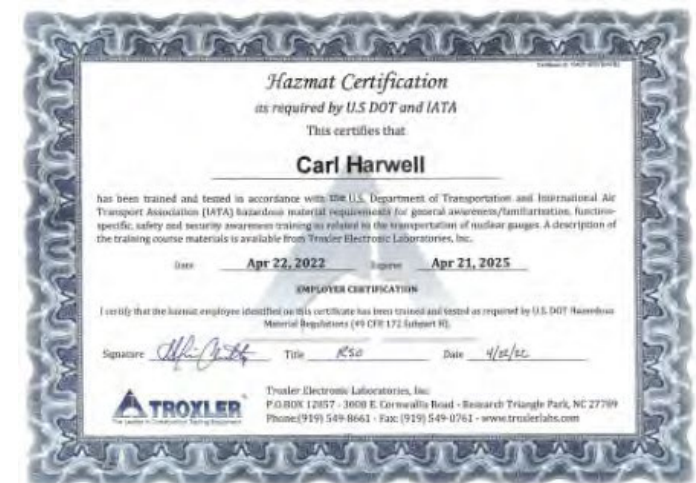 Hazmat Certification
as required by U.S DOT and IATA
This certifies that
Carl Harwell
has been trained and tested in accordance with the U.S. Department of Transportation and International Air
Transport Association (IATA) hazardous material requirements for general awareness/familiarization, function-
specific, safety and security awareness training as related to the transportation of nuclear gauges. A description of
the training course materials is available from Troxler Electronic Laboratories, Inc.
Date Apr 22, 2022 Expires Apr 21, 2025
EMPLOYER CERTIFICATION
I certify that the hazmat employee identified on this certificate has been trained and tested as required by U.S. DOT Hazardous
Material Regulations (49 CFR 172 Subpart H).
Signature Title RSO Date 4/22/22
TROXLER
The Leader in Construction Testing Equipment
Troxler Electronic Laboratories, Inc.
P.O.BOX 12057 - 3008 E. Cornwallis Road - Research Triangle Park, NC 27709
Phone:(919) 549-8661 - Fax: (919) 549-0761 - www.troxlerlabs.com